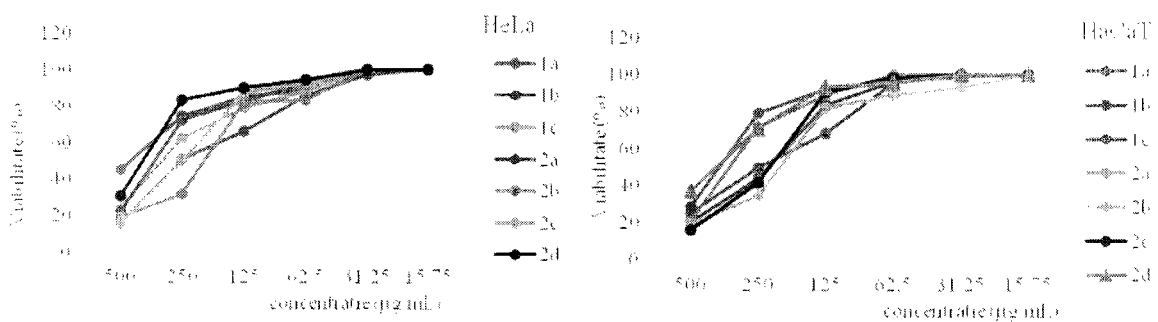 HeLa
120
100
80
60
40
20
0
Viabilitate(%)
500 250 125 62.5 31.25 15.75
concentratie(µg/mL)
1a
1b
1c
2a
2b
2c
2d
HaCaT
120
100
80
60
40
20
0
Viabilitate(%)
500 250 125 62.5 31.25 15.75
concentratie(µg/mL)
1a
1b
1c
2a
2b
2c
2d